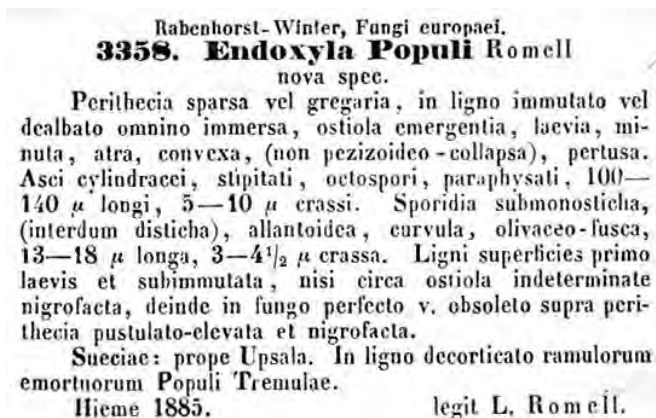 Rabenhorst-Winter, Fungi europaei.
3358. Endoxyla Populi Romell
nova spec.
Perithecia sparsa vel gregaria, in ligno immutato vel
dealbato omnino immersa, ostiola emergentia, laevia, mi-
nuta, atra, convexa, (non pezizoideo-collapsa), pertusa.
Asci cylindracei, stipitati, octospori, paraphysati, 100—
140 µ longi, 5—10 µ crassi. Sporidia submonosticha,
(interdum disticha), allantoidea, curvula, olivaceo-fusca,
13—18 µ longa, 3—4½ µ crassa. Ligni superficies primo
laevis et subimmutata, nisi circa ostiola indeterminate
nigrofacta, deinde in fungo perfecto v. obsoleto supra peri-
thecia pustulato-elevata et nigrofacta.
Sueciae: prope Upsala. In ligno decorticato ramulorum
emortuorum Populi Tremulae.
Hieme 1885. legit L. Romell.